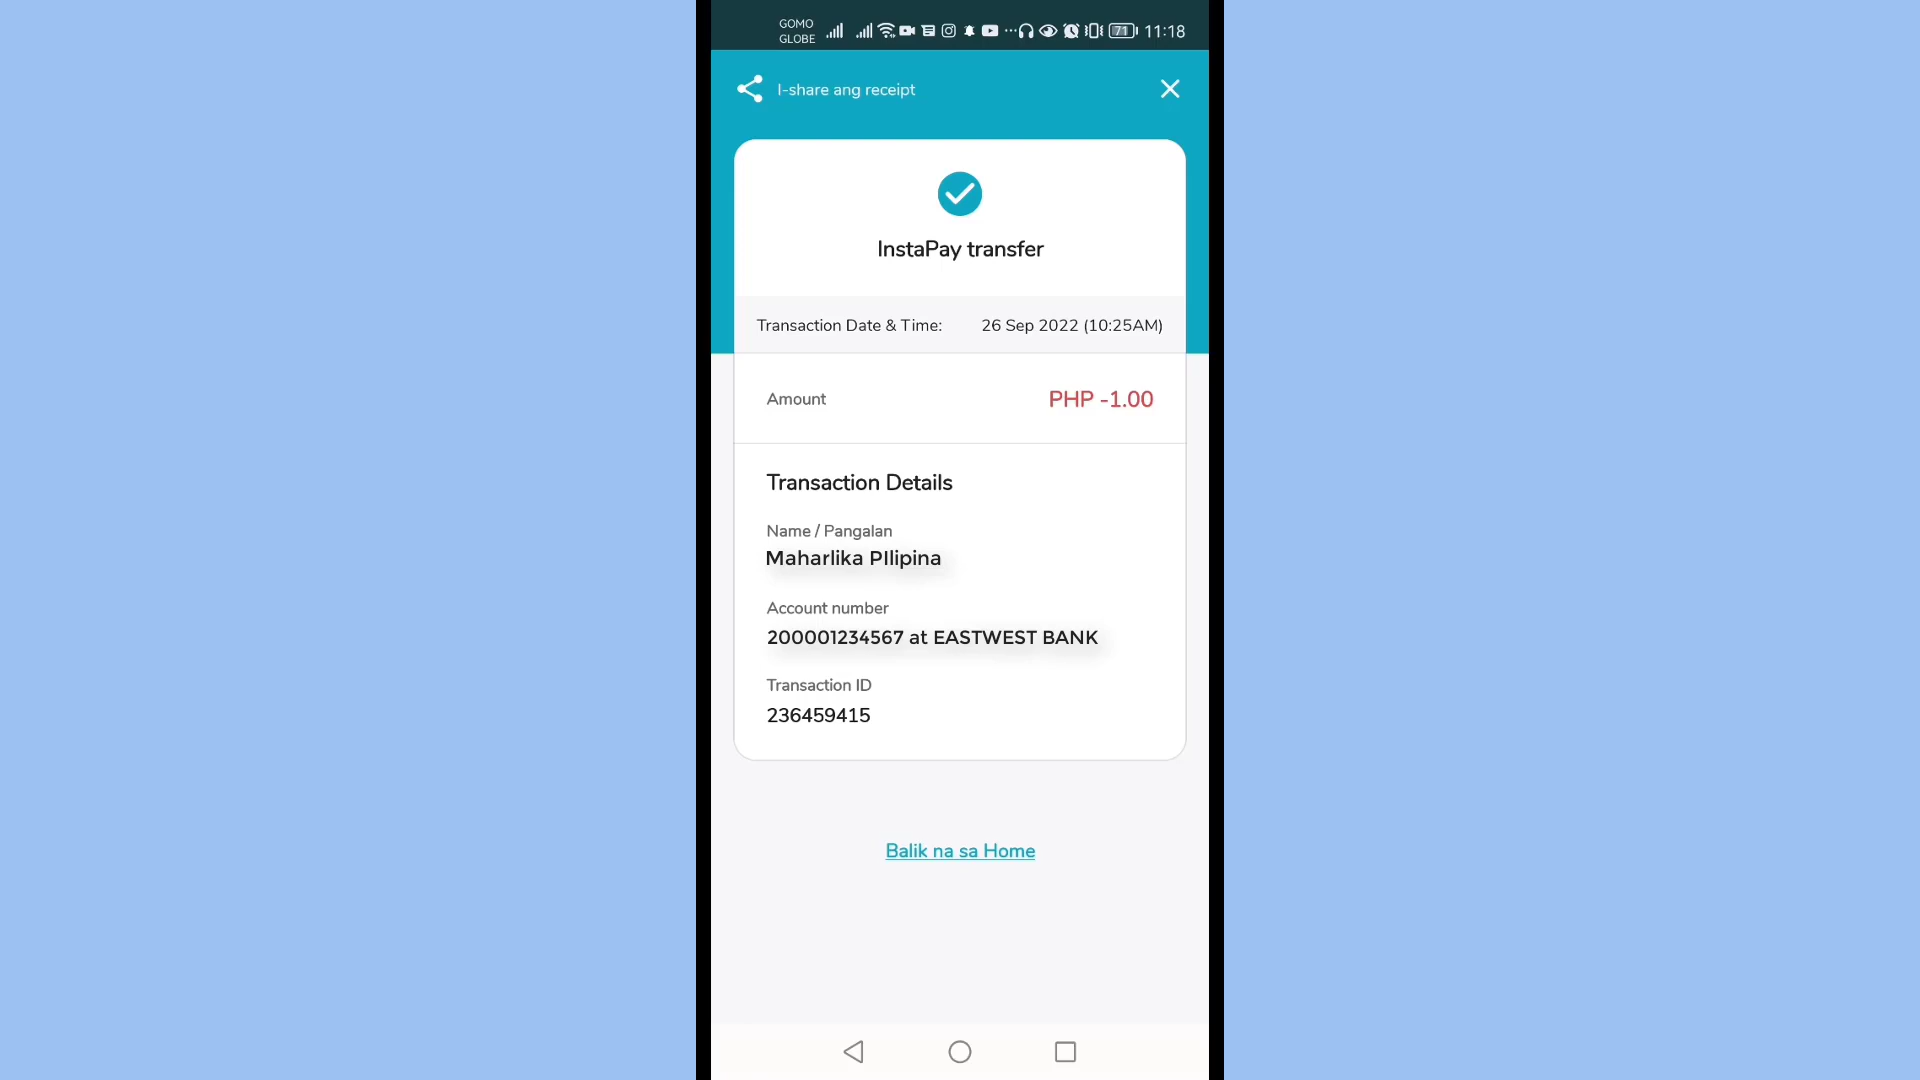 GOMO
GLOBE
71 11:18
I-share ang receipt
InstaPay transfer
Transaction Date & Time: 26 Sep 2022 (10:25AM)
Amount PHP -1.00
Transaction Details
Name / Pangalan
Maharlika PIlipina
Account number
200001234567 at EASTWEST BANK
Transaction ID
236459415
Balik na sa Home